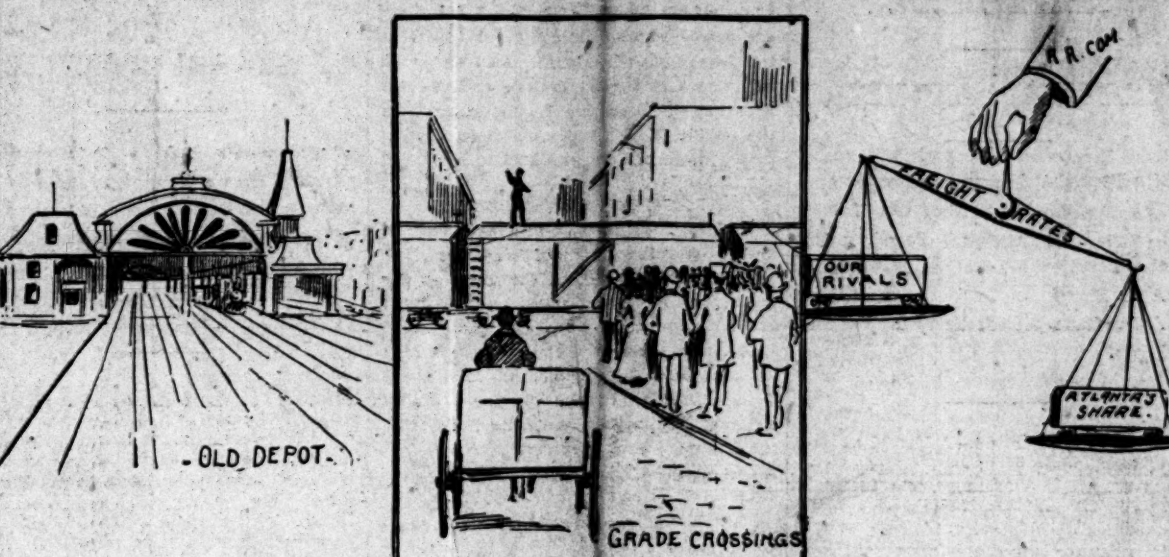 - OLD DEPOT -
GRADE CROSSINGS
R.R. COM.
FREIGHT RATES.
OUR
RIVALS
ATLANTA'S
SHARE.